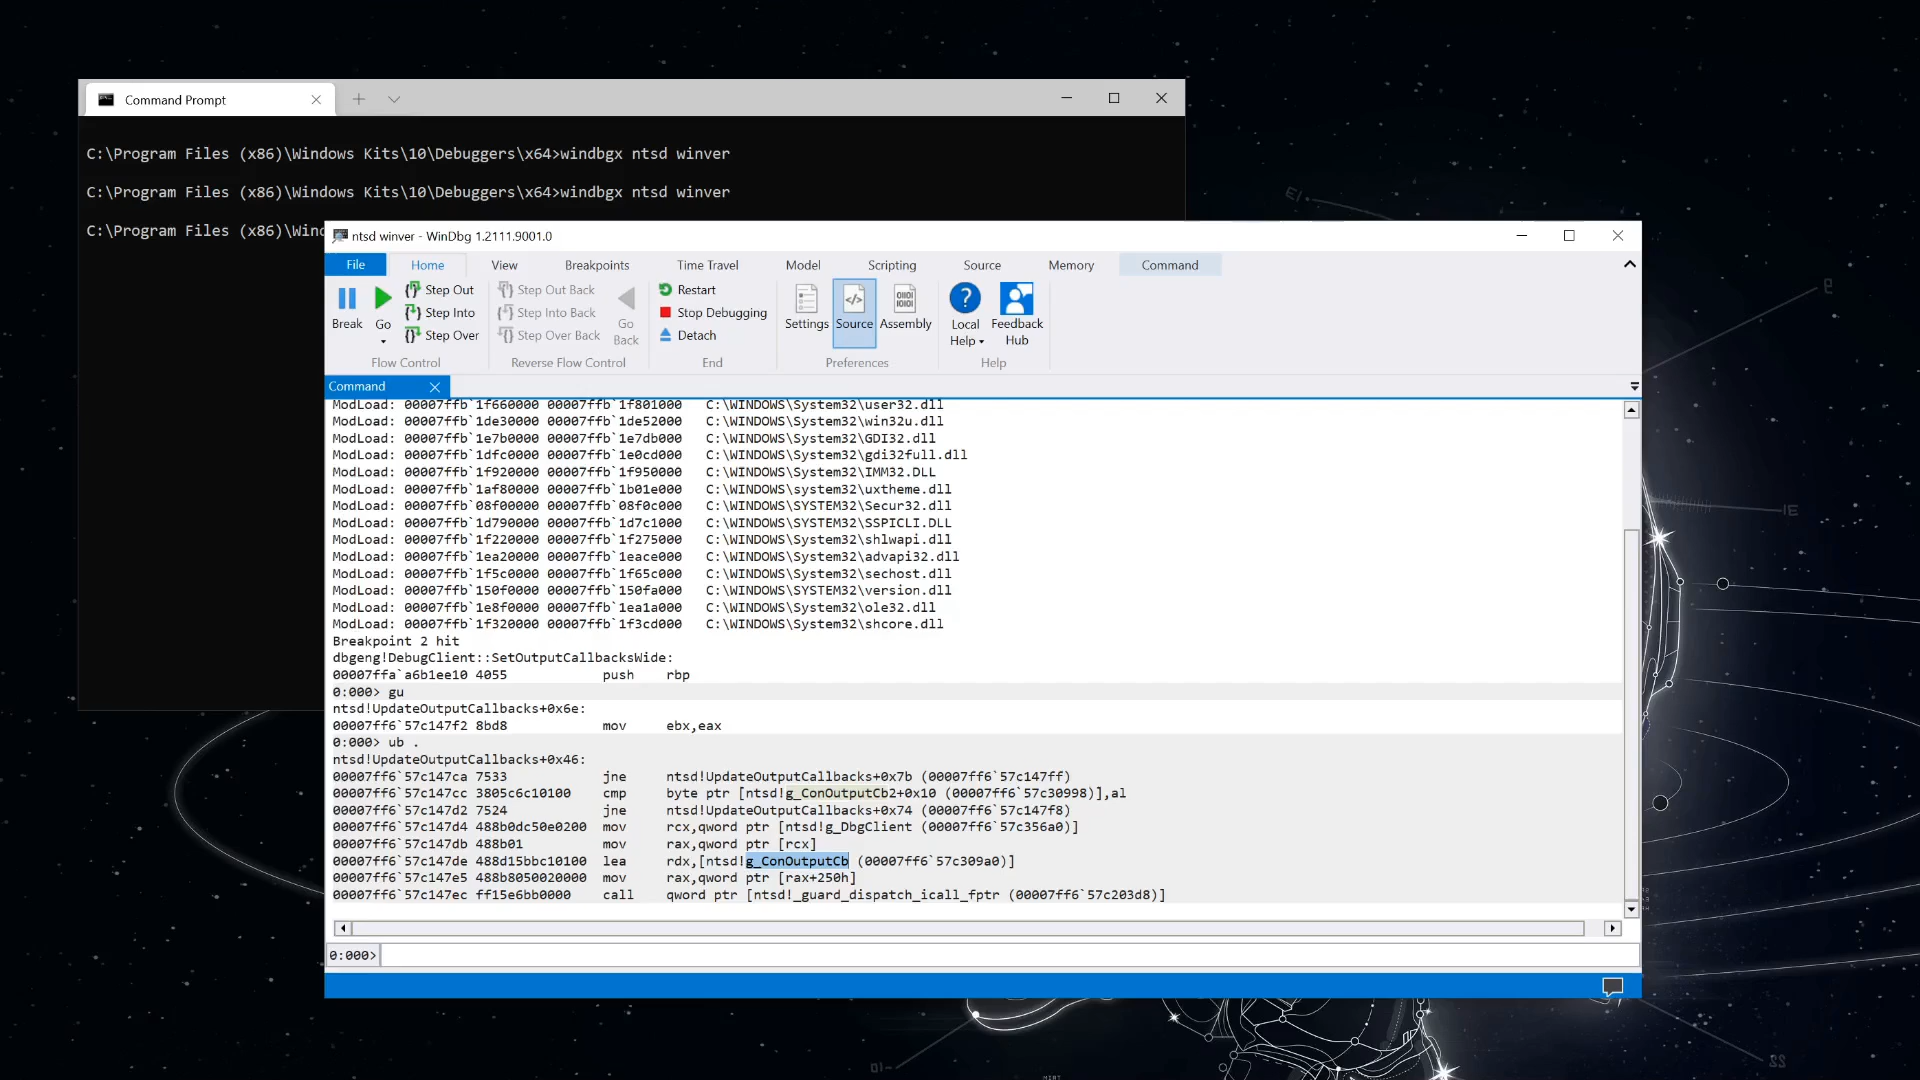 Command Prompt
C:\Program Files (x86)\Windows Kits\10\Debuggers\x64>windbgx ntsd winver
C:\Program Files (x86)\Windows Kits\10\Debuggers\x64>windbgx ntsd winver
C:\Program Files (x86)\Wind
ntsd winver - WinDbg 1.2111.9001.0
File Home View Breakpoints Time Travel Model Scripting Source Memory Command
Break
Go
Step Out
Step Into
Step Over
Flow Control
Step Out Back
Step Into Back
Step Over Back
Go Back
Reverse Flow Control
Restart
Stop Debugging
Detach
End
Settings
Source
Assembly
Preferences
Local Help
Feedback Hub
Help
Command
ModLoad: 00007ffb`1f660000 00007ffb`1f801000 C:\WINDOWS\System32\user32.dll
ModLoad: 00007ffb`1de30000 00007ffb`1de52000 C:\WINDOWS\System32\win32u.dll
ModLoad: 00007ffb`1e7b0000 00007ffb`1e7db000 C:\WINDOWS\System32\GDI32.dll
ModLoad: 00007ffb`1dfc0000 00007ffb`1e0cd000 C:\WINDOWS\System32\gdi32full.dll
ModLoad: 00007ffb`1f920000 00007ffb`1f950000 C:\WINDOWS\System32\IMM32.DLL
ModLoad: 00007ffb`1af80000 00007ffb`1b01e000 C:\WINDOWS\system32\uxtheme.dll
ModLoad: 00007ffb`08f00000 00007ffb`08f0c000 C:\WINDOWS\SYSTEM32\Secur32.dll
ModLoad: 00007ffb`1d790000 00007ffb`1d7c1000 C:\WINDOWS\SYSTEM32\SSPICLI.DLL
ModLoad: 00007ffb`1f220000 00007ffb`1f275000 C:\WINDOWS\System32\shlwapi.dll
ModLoad: 00007ffb`1ea20000 00007ffb`1eace000 C:\WINDOWS\System32\advapi32.dll
ModLoad: 00007ffb`1f5c0000 00007ffb`1f65c000 C:\WINDOWS\System32\sechost.dll
ModLoad: 00007ffb`150f0000 00007ffb`150fa000 C:\WINDOWS\SYSTEM32\version.dll
ModLoad: 00007ffb`1e8f0000 00007ffb`1ea1a000 C:\WINDOWS\System32\ole32.dll
ModLoad: 00007ffb`1f320000 00007ffb`1f3cd000 C:\WINDOWS\System32\shcore.dll
Breakpoint 2 hit
dbgeng!DebugClient::SetOutputCallbacksWide:
00007ffa`a6b1ee10 4055 push rbp
0:000> gu
ntsd!UpdateOutputCallbacks+0x6e:
00007ff6`57c147f2 8bd8 mov ebx,eax
0:000> ub .
ntsd!UpdateOutputCallbacks+0x46:
00007ff6`57c147ca 7533 jne ntsd!UpdateOutputCallbacks+0x7b (00007ff6`57c147ff)
00007ff6`57c147cc 3805c6c10100 cmp byte ptr [ntsd!g_ConOutputCb2+0x10 (00007ff6`57c30998)],al
00007ff6`57c147d2 7524 jne ntsd!UpdateOutputCallbacks+0x74 (00007ff6`57c147f8)
00007ff6`57c147d4 488b0dc50e0200 mov rcx,qword ptr [ntsd!g_DbgClient (00007ff6`57c356a0)]
00007ff6`57c147db 488b01 mov rax,qword ptr [rcx]
00007ff6`57c147de 488d15bbc10100 lea rdx,[ntsd!g_ConOutputCb (00007ff6`57c309a0)]
00007ff6`57c147e5 488b8050020000 mov rax,qword ptr [rax+250h]
00007ff6`57c147ec ff15e6bb0000 call qword ptr [ntsd!_guard_dispatch_icall_fptr (00007ff6`57c203d8)]
0:000>